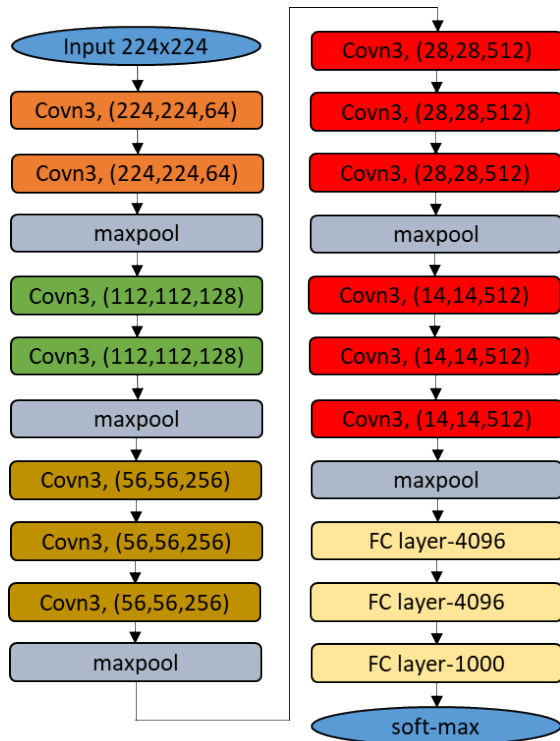 Input 224x224
Covn3, (224,224,64)
Covn3, (224,224,64)
maxpool
Covn3, (112,112,128)
Covn3, (112,112,128)
maxpool
Covn3, (56,56,256)
Covn3, (56,56,256)
Covn3, (56,56,256)
maxpool
Covn3, (28,28,512)
Covn3, (28,28,512)
Covn3, (28,28,512)
maxpool
Covn3, (14,14,512)
Covn3, (14,14,512)
Covn3, (14,14,512)
maxpool
FC layer-4096
FC layer-4096
FC layer-1000
soft-max